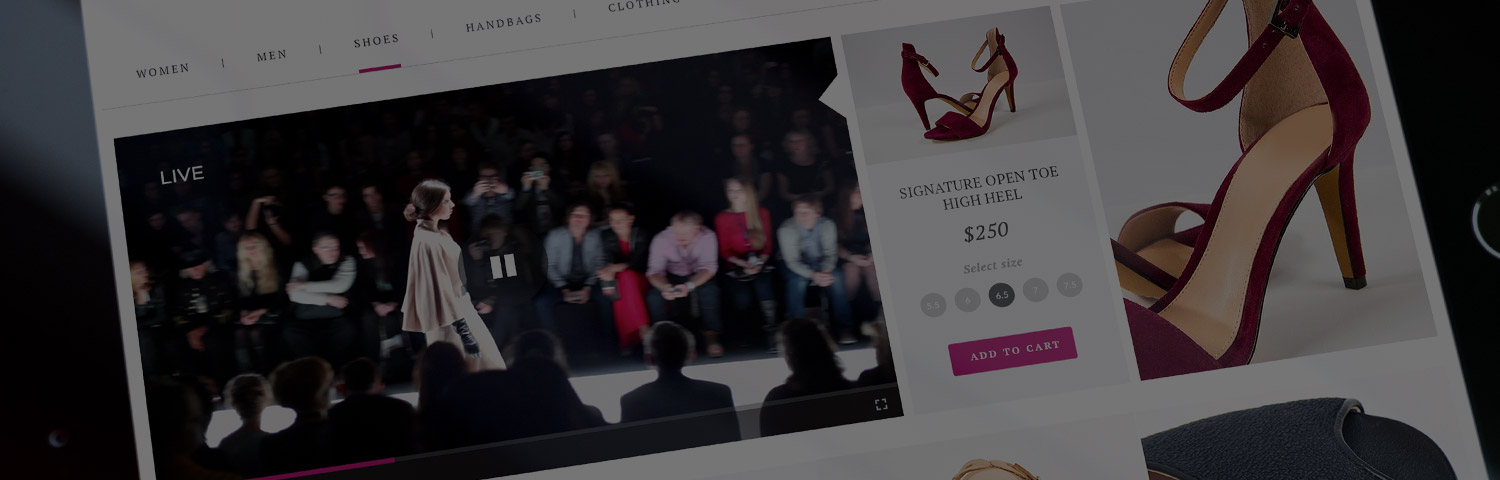 WOMEN | MEN | SHOES | HANDBAGS | CLOTHING
LIVE
SIGNATURE OPEN TOE
HIGH HEEL
$250
Select size
5.5 6 6.5 7 7.5
ADD TO CART